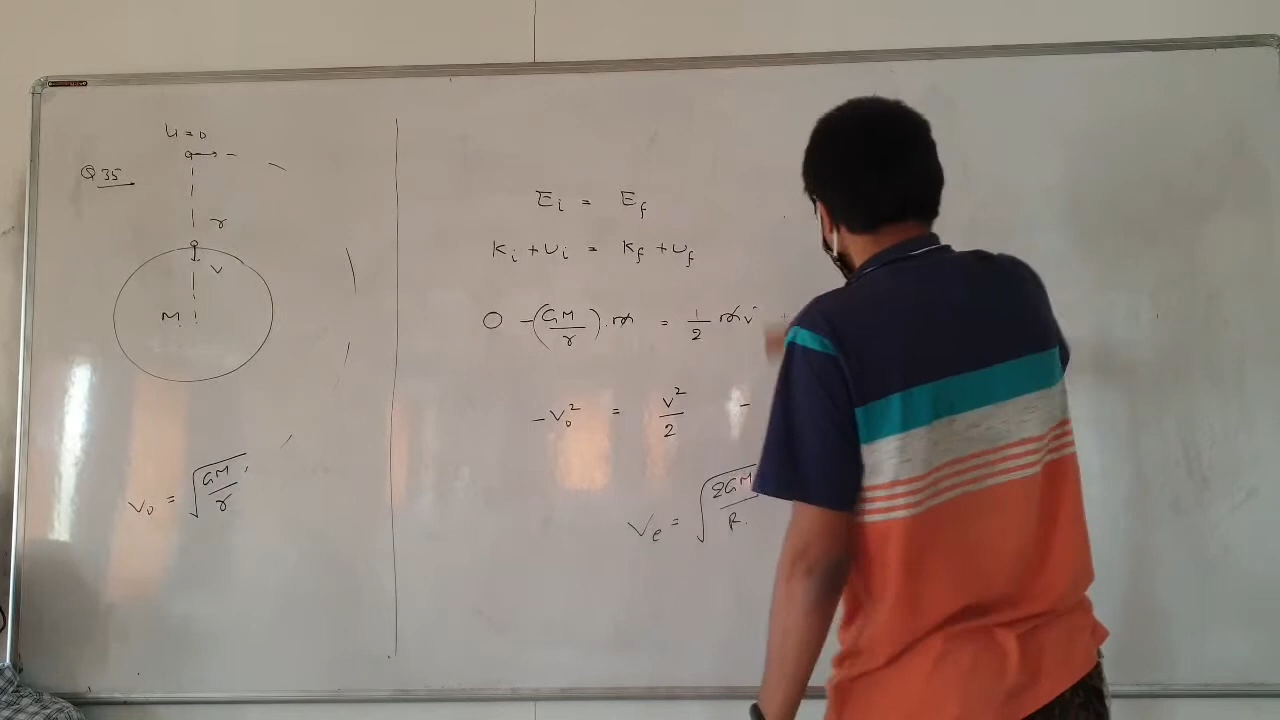 u = 0
Q 35
r
v
M
v₀ = √(GM/r)
Eᵢ = E_f
Kᵢ + Uᵢ = K_f + U_f
0 - (GM/r) . m = 1/2 mv
-v₀² = v²/2 -
Vₑ = √(2GM/R)